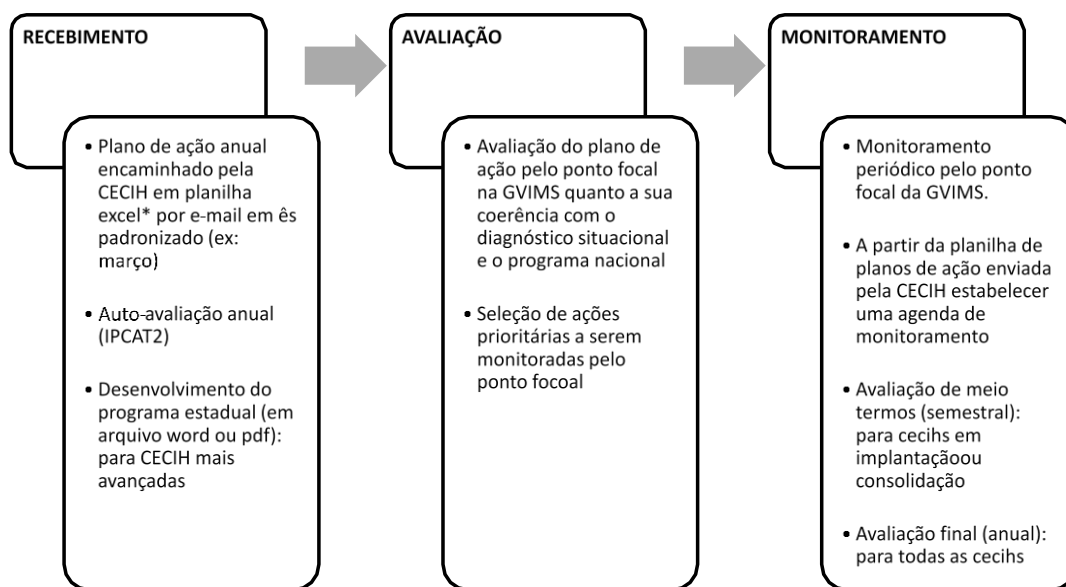 RECEBIMENTO
• Plano de ação anual
encaminhado pela
CECIH em planilha
excel* por e-mail em ês
padronizado (ex:
março)
• Auto-avaliação anual
(IPCAT2)
• Desenvolvimento do
programa estadual (em
arquivo word ou pdf):
para CECIH mais
avançadas
AVALIAÇÃO
• Avaliação do plano de
ação pelo ponto focal
na GVIMS quanto a sua
coerência com o
diagnóstico situacional
e o programa nacional
• Seleção de ações
prioritárias a serem
monitoradas pelo
ponto focoal
MONITORAMENTO
• Monitoramento
periódico pelo ponto
focal da GVIMS.
• A partir da planilha de
planos de ação enviada
pela CECIH estabelecer
uma agenda de
monitoramento
• Avaliação de meio
termos (semestral):
para cecihs em
implantaçãoou
consolidação
• Avaliação final (anual):
para todas as cecihs